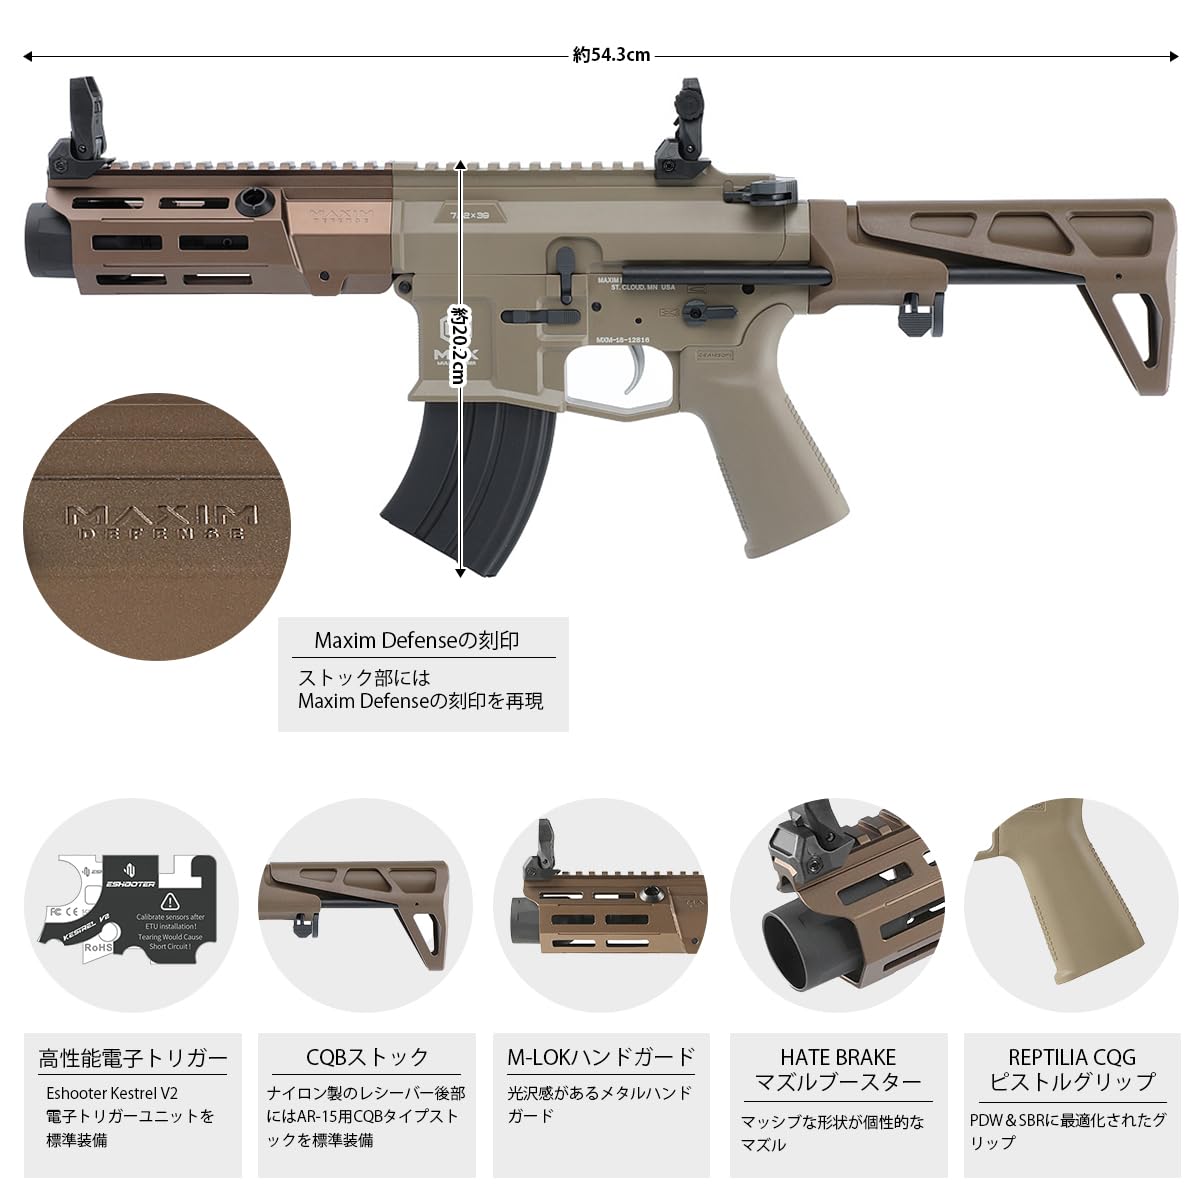 約54.3cm
MAXIM
DEFENSE
7.62×39
MAXIM
ST. CLOUD, MN USA
MXM-16-12816
約20.2cm
MAXIM
DEFENSE
Maxim Defenseの刻印
ストック部には
Maxim Defenseの刻印を再現
ESHOOTER
Calibrate sensors after
ETU installation!
Tearing Would Cause
Short Circuit !
KESTREL V2
RoHS
高性能電子トリガー
Eshooter Kestrel V2
電子トリガーユニットを
標準装備
CQBストック
ナイロン製のレシーバー後部
にはAR-15用CQBタイプスト
ックを標準装備
M-LOKハンドガード
光沢感があるメタルハンド
ガード
HATE BRAKE
マズルブースター
マッシブな形状が個性的な
マズル
REPTILIA CQG
ピストルグリップ
PDW＆SBRに最適化されたグ
リップ